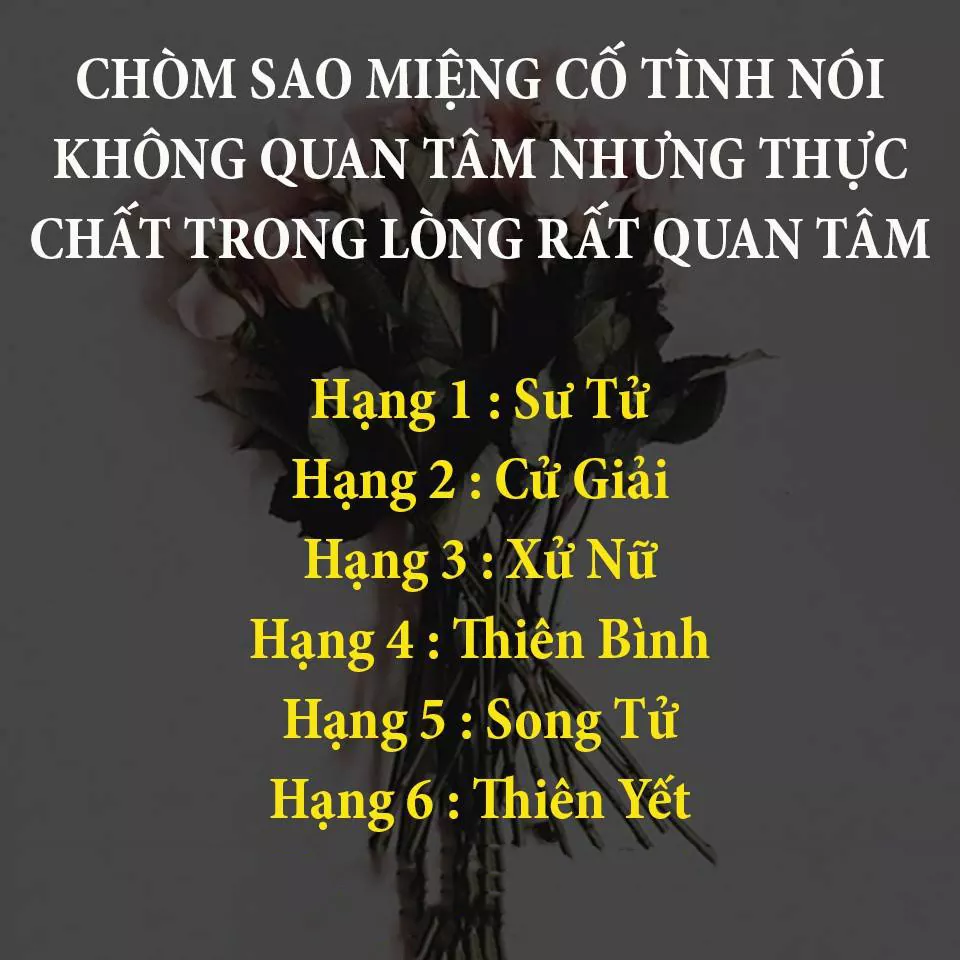 CHÒM SAO MIỆNG CỐ TÌNH NÓI
KHÔNG QUAN TÂM NHƯNG THỰC
CHẤT TRONG LÒNG RẤT QUAN TÂM
Hạng 1 : Sư Tử
Hạng 2 : Cử Giải
Hạng 3 : Xử Nữ
Hạng 4 : Thiên Bình
Hạng 5 : Song Tử
Hạng 6 : Thiên Yết